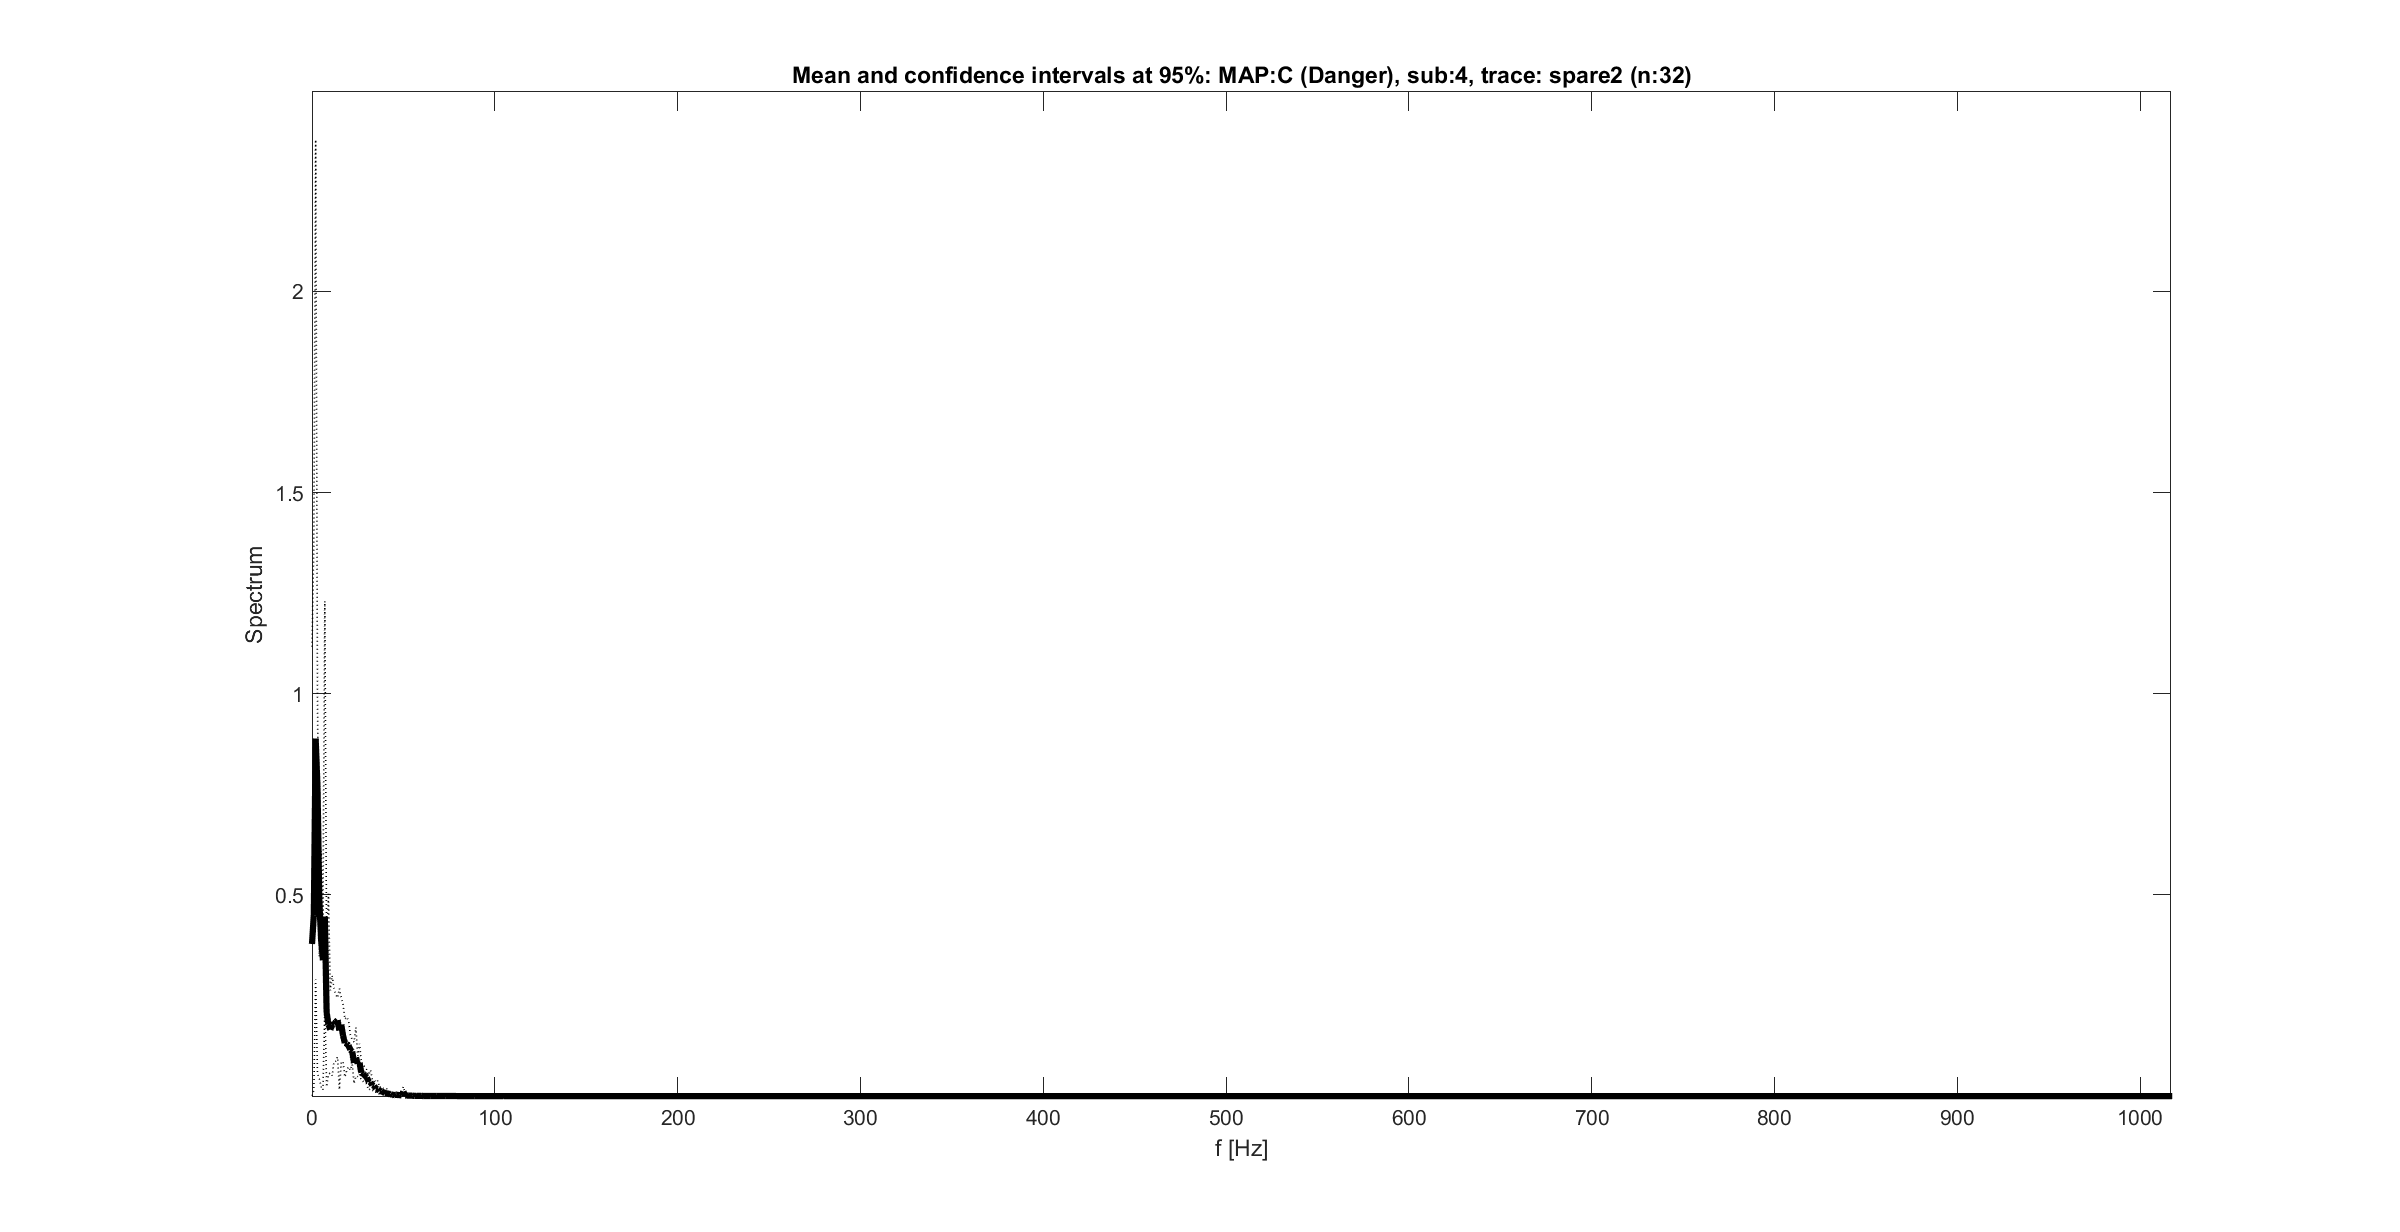 Mean and confidence intervals at 95%: MAP:C (Danger), sub:4, trace: spare2 (n:32)
2
1.5
1
0.5
Spectrum
0 100 200 300 400 500 600 700 800 900 1000
f [Hz]